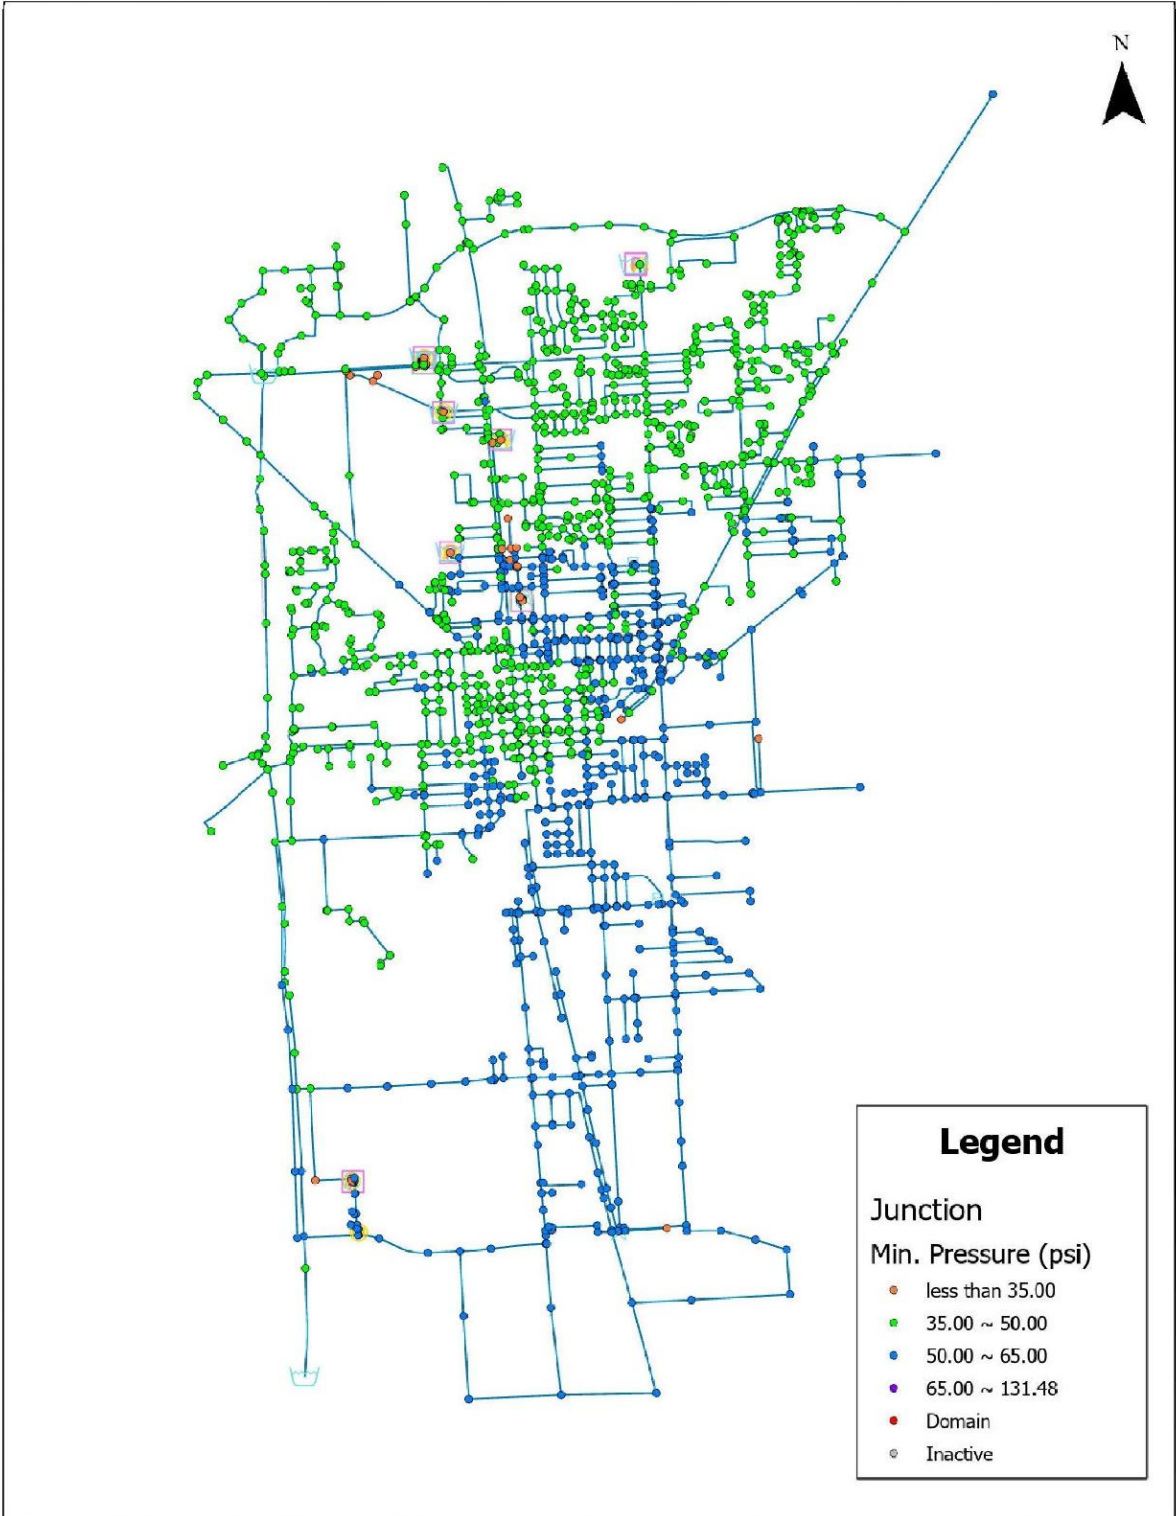 N
Legend
Junction
Min. Pressure (psi)
less than 35.00
35.00 ~ 50.00
50.00 ~ 65.00
65.00 ~ 131.48
Domain
Inactive